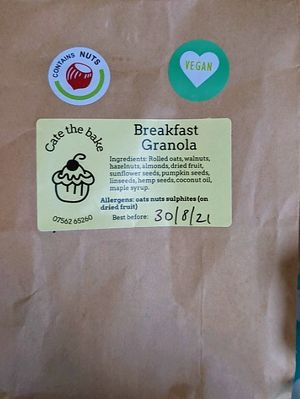 CONTAINS NUTS
VEGAN
Cate the bake
07562 65260
Breakfast
Granola
Ingredients: Rolled oats, walnuts,
hazelnuts, almonds, dried fruit,
sunflower seeds, pumpkin seeds,
linseeds, hemp seeds, coconut oil,
maple syrup.
Allergens: oats nuts sulphites (on
dried fruit)
Best before: 30/8/21